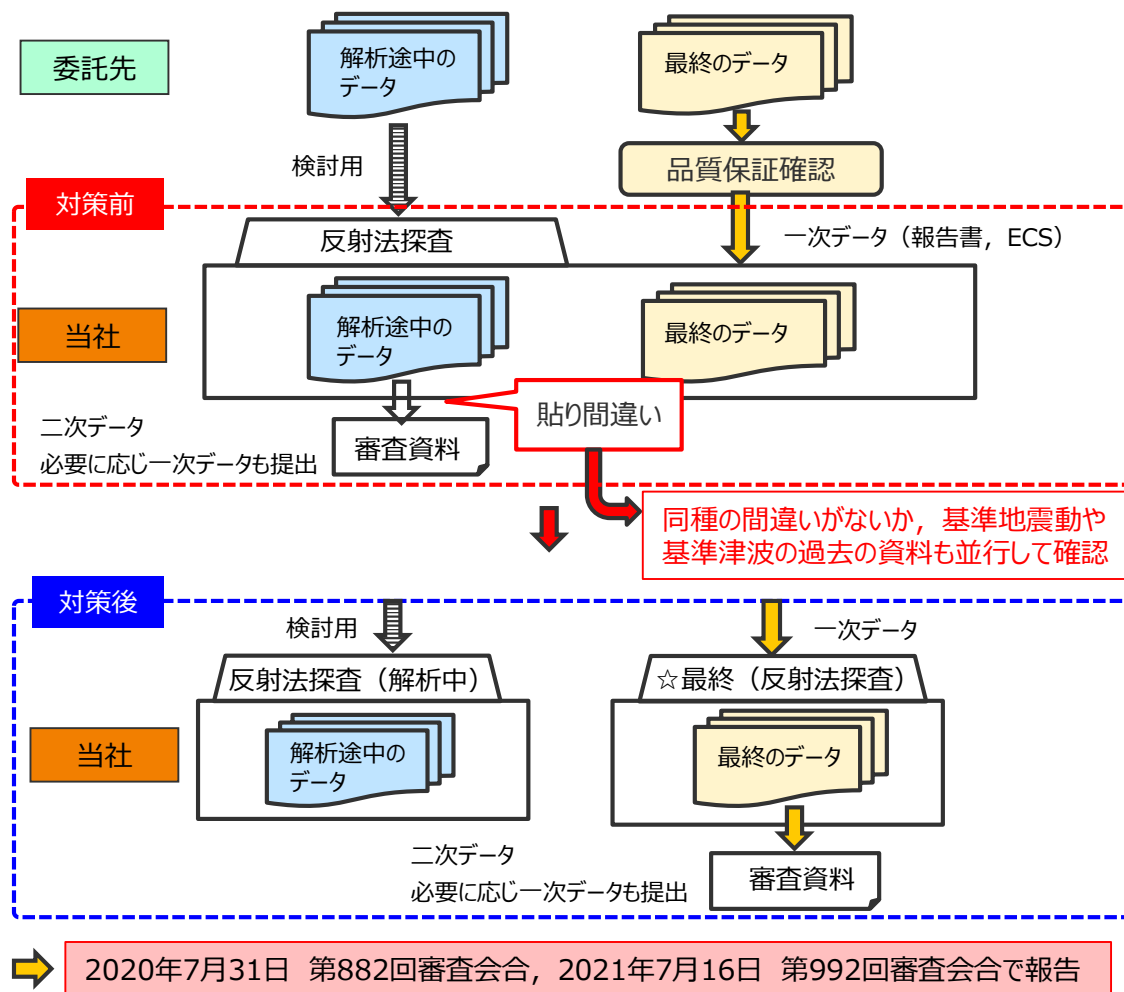 委託先
解析途中の
データ
最終のデータ
検討用
品質保証確認
対策前
反射法探査
一次データ（報告書，ECS）
当社
解析途中の
データ
最終のデータ
貼り間違い
二次データ
必要に応じ一次データも提出
審査資料
同種の間違いがないか，基準地震動や
基準津波の過去の資料も並行して確認
対策後
検討用
一次データ
反射法探査（解析中）
☆最終（反射法探査）
当社
解析途中の
データ
最終のデータ
二次データ
必要に応じ一次データも提出
審査資料
2020年7月31日 第882回審査会合，2021年7月16日 第992回審査会合で報告